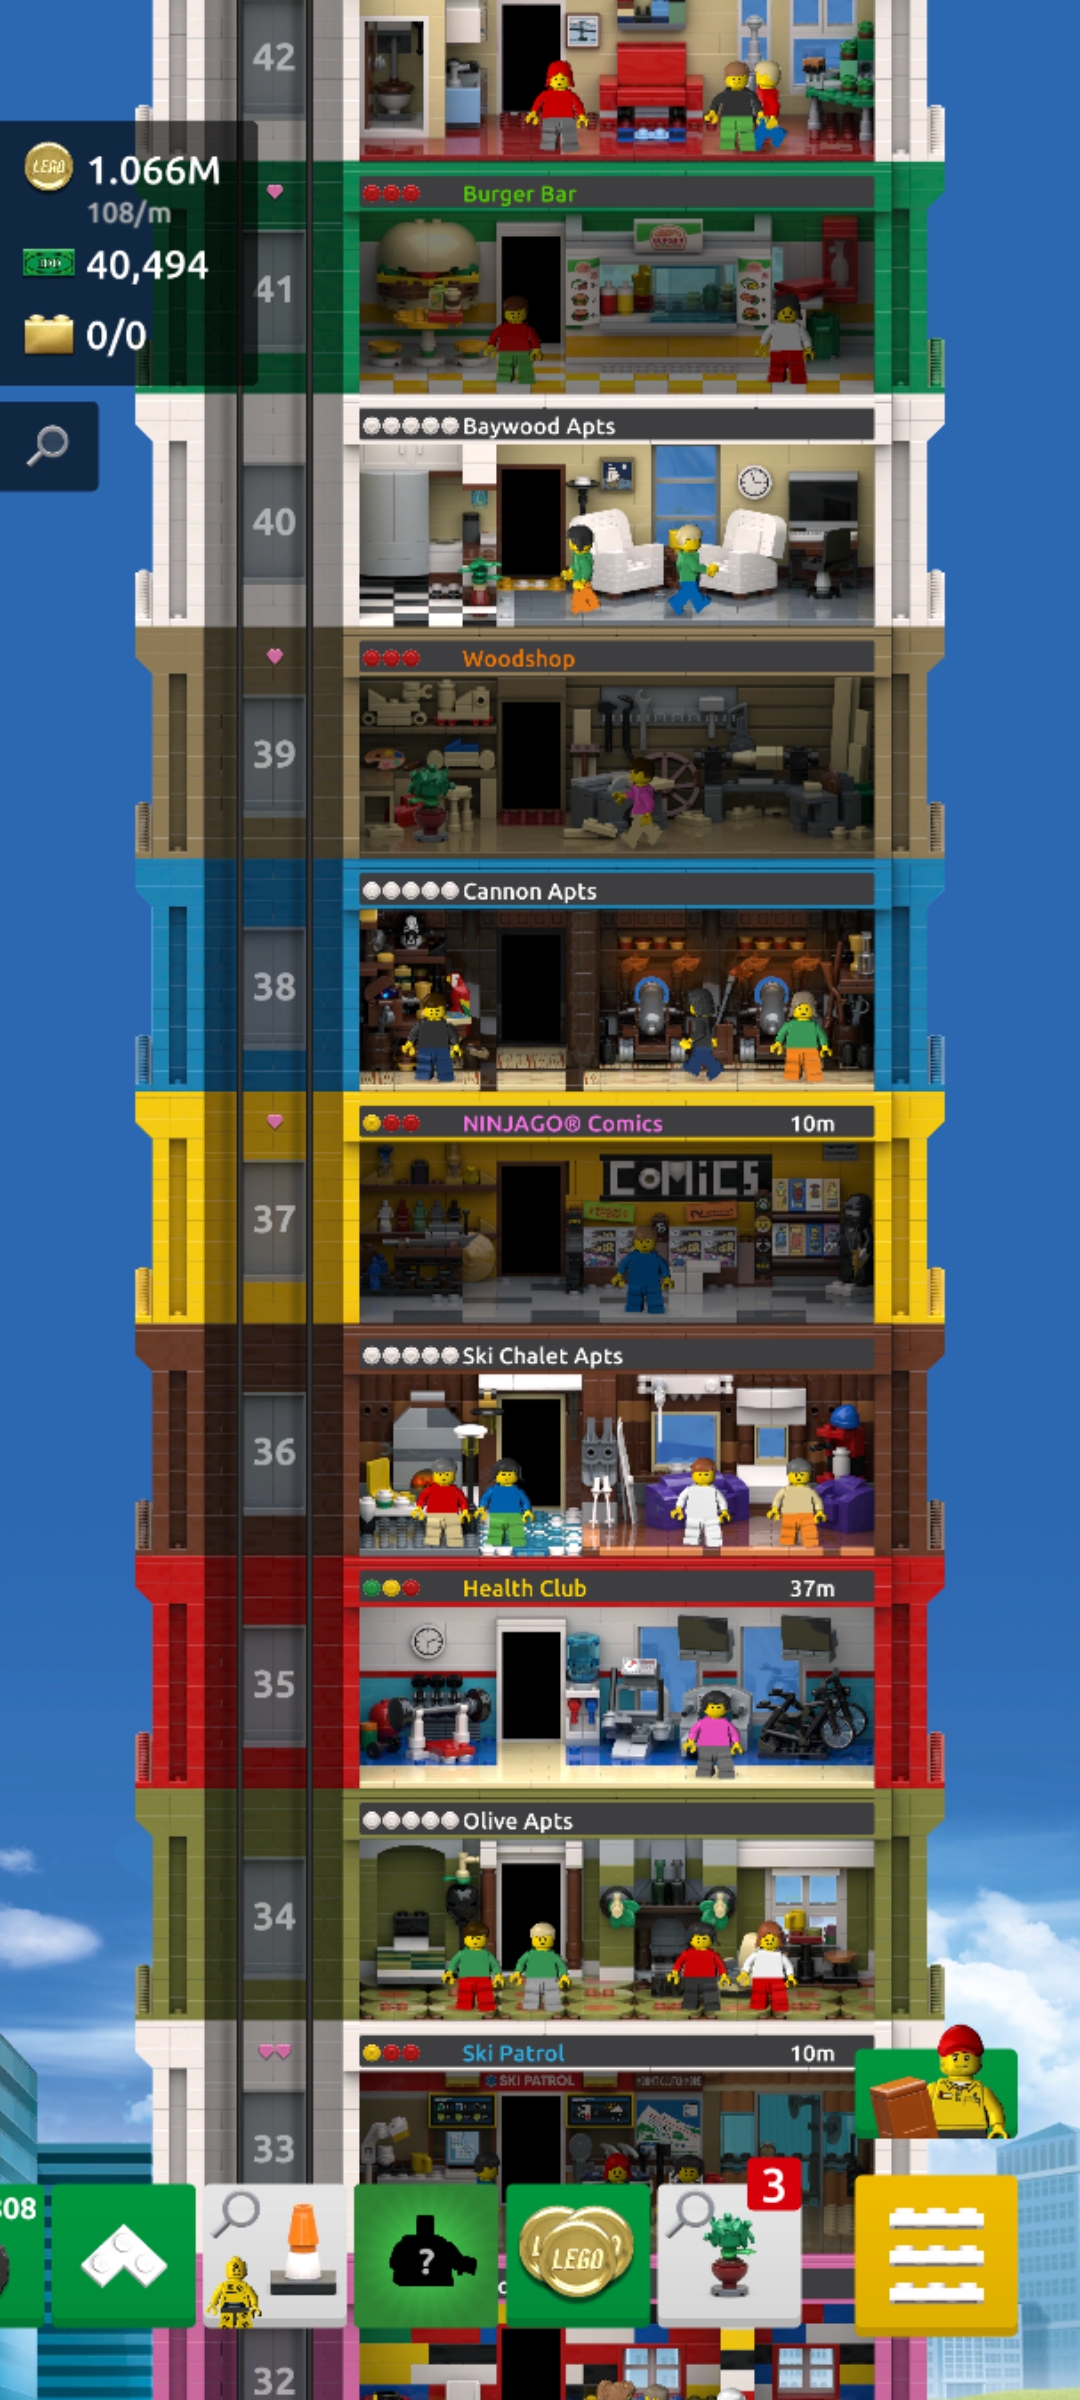 42
LEGO 1.066M
108/m
40,494
0/0
Burger Bar
41
Baywood Apts
40
Woodshop
39
Cannon Apts
38
NINJAGO® Comics 10m
COMiCS
37
Ski Chalet Apts
36
Health Club 37m
35
Olive Apts
34
Ski Patrol 10m
SKI PATROL
33
3
?
LEGO
32